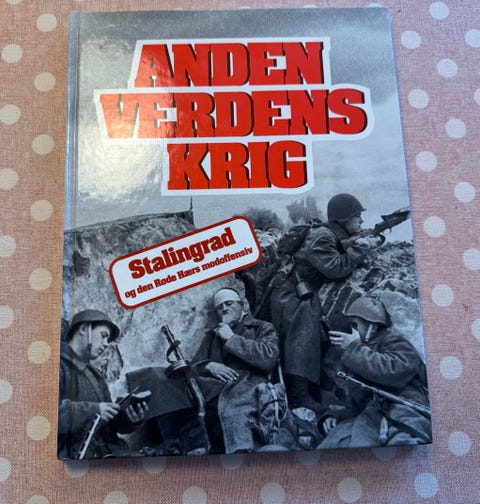 ANDEN
VERDENS
KRIG
Stalingrad
og den Røde Hærs modoffensiv